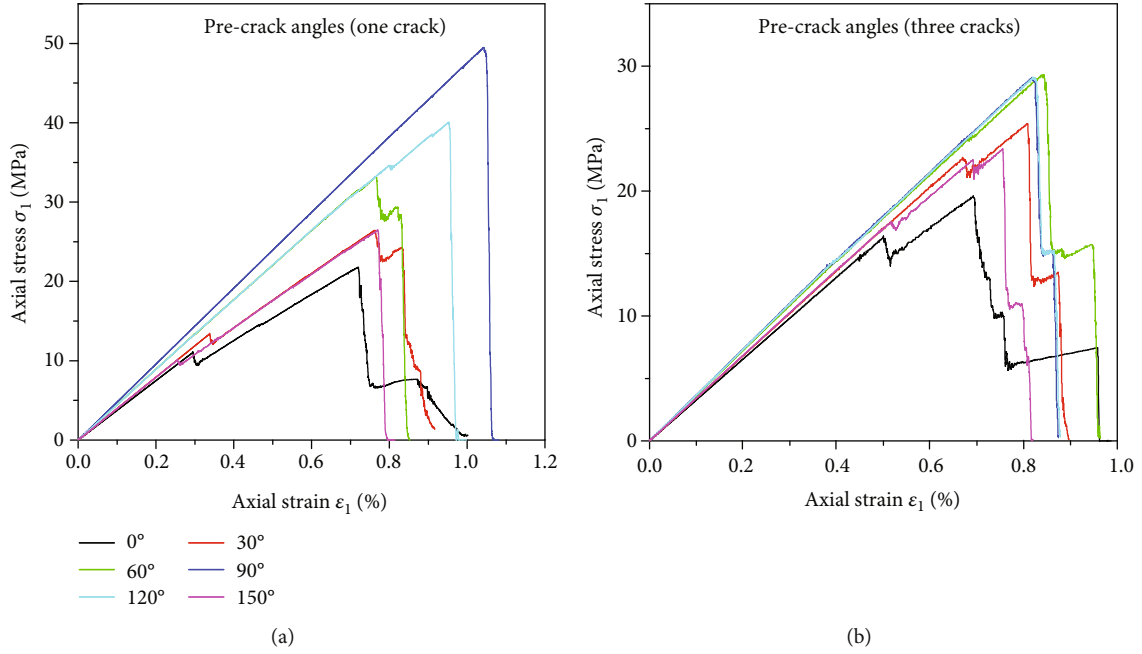 Pre-crack angles (one crack)
50
40
30
20
10
0
Axial stress σ1 (MPa)
0.0 0.2 0.4 0.6 0.8 1.0 1.2
Axial strain ε1 (%)
0° 30°
60° 90°
120° 150°
(a)
Pre-crack angles (three cracks)
30
20
10
0
Axial stress σ1 (MPa)
0.0 0.2 0.4 0.6 0.8 1.0
Axial strain ε1 (%)
(b)